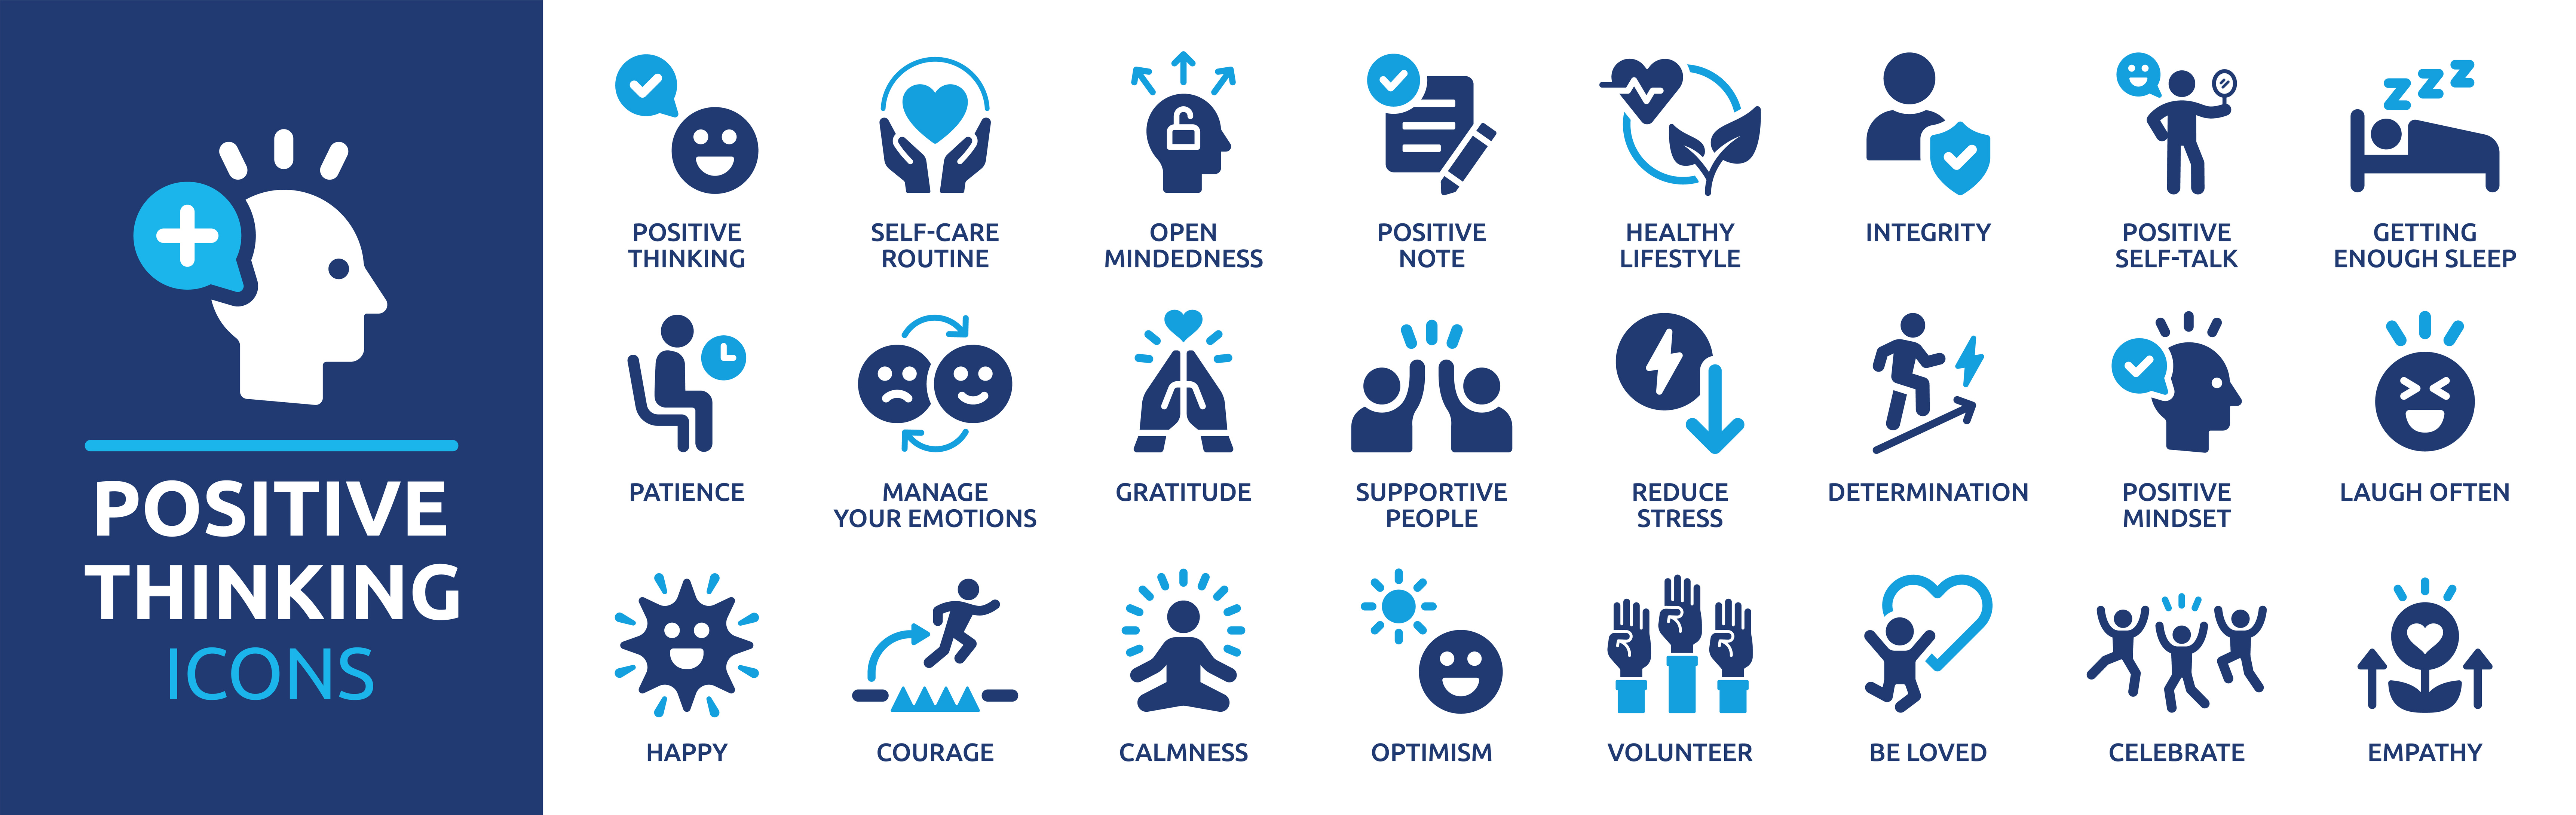 POSITIVE
THINKING
ICONS
POSITIVE
THINKING
SELF-CARE
ROUTINE
OPEN
MINDEDNESS
POSITIVE
NOTE
HEALTHY
LIFESTYLE
INTEGRITY
POSITIVE
SELF-TALK
zzz
GETTING
ENOUGH SLEEP
PATIENCE
MANAGE
YOUR EMOTIONS
GRATITUDE
SUPPORTIVE
PEOPLE
REDUCE
STRESS
DETERMINATION
POSITIVE
MINDSET
LAUGH OFTEN
HAPPY
COURAGE
CALMNESS
OPTIMISM
VOLUNTEER
BE LOVED
CELEBRATE
EMPATHY